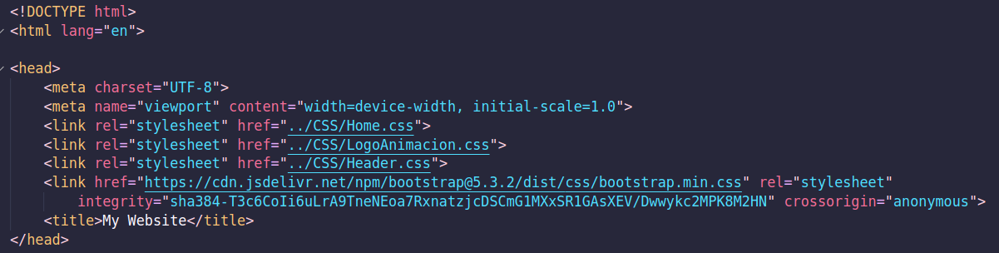 <!DOCTYPE html>
<html lang="en">
<head>
<meta charset="UTF-8">
<meta name="viewport" content="width=device-width, initial-scale=1.0">
<link rel="stylesheet" href="../CSS/Home.css">
<link rel="stylesheet" href="../CSS/LogoAnimacion.css">
<link rel="stylesheet" href="../CSS/Header.css">
<link href="https://cdn.jsdelivr.net/npm/bootstrap@5.3.2/dist/css/bootstrap.min.css" rel="stylesheet"
integrity="sha384-T3c6CoIi6uLrA9TneNEoa7RxnatzjcDSCmG1MXxSR1GAsXEV/Dwwykc2MPK8M2HN" crossorigin="anonymous">
<title>My Website</title>
</head>